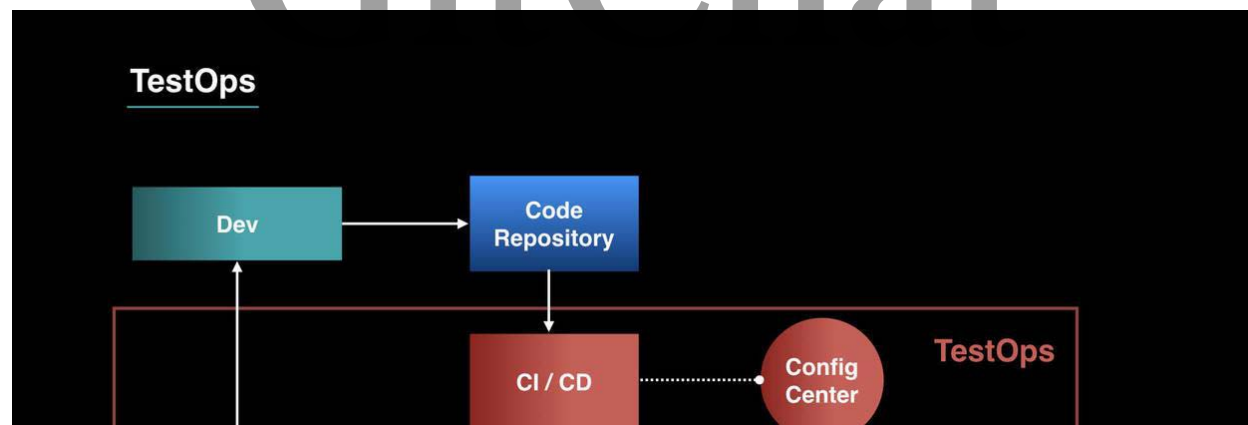 TestOps
Dev
Code
Repository
TestOps
CI / CD
Config
Center